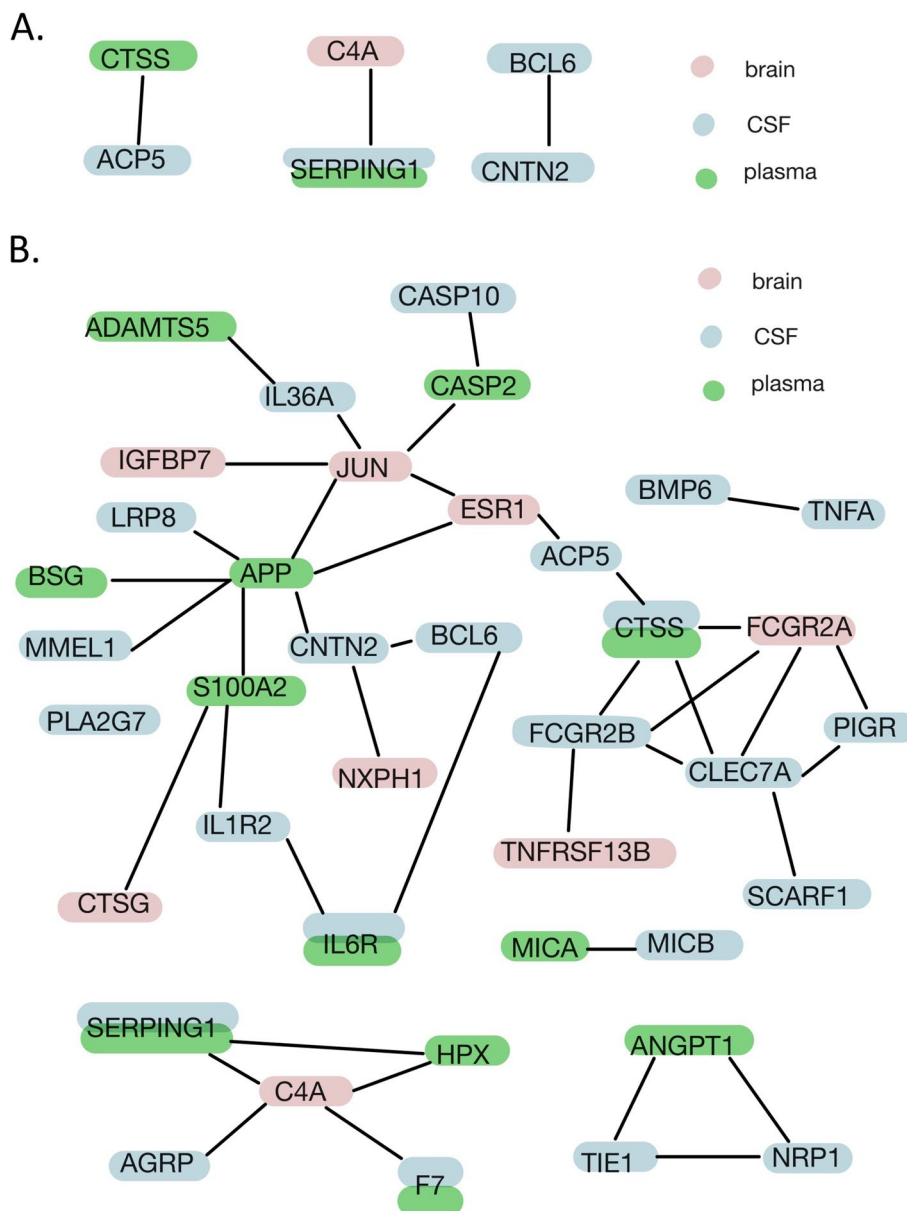 A.
CTSS
C4A
BCL6
brain
CSF
ACP5
SERPING1
CNTN2
plasma
B.
brain
CASP10
ADAMTS5
CSF
IL36A
CASP2
plasma
IGFBP7
JUN
BMP6
TNFA
LRP8
ESR1
ACP5
BSG
APP
CTSS
FCGR2A
MMEL1
CNTN2
BCL6
S100A2
PLA2G7
FCGR2B
PIGR
NXPH1
CLEC7A
IL1R2
TNFRSF13B
CTSG
SCARF1
IL6R
MICA
MICB
SERPING1
HPX
ANGPT1
C4A
AGRP
F7
TIE1
NRP1